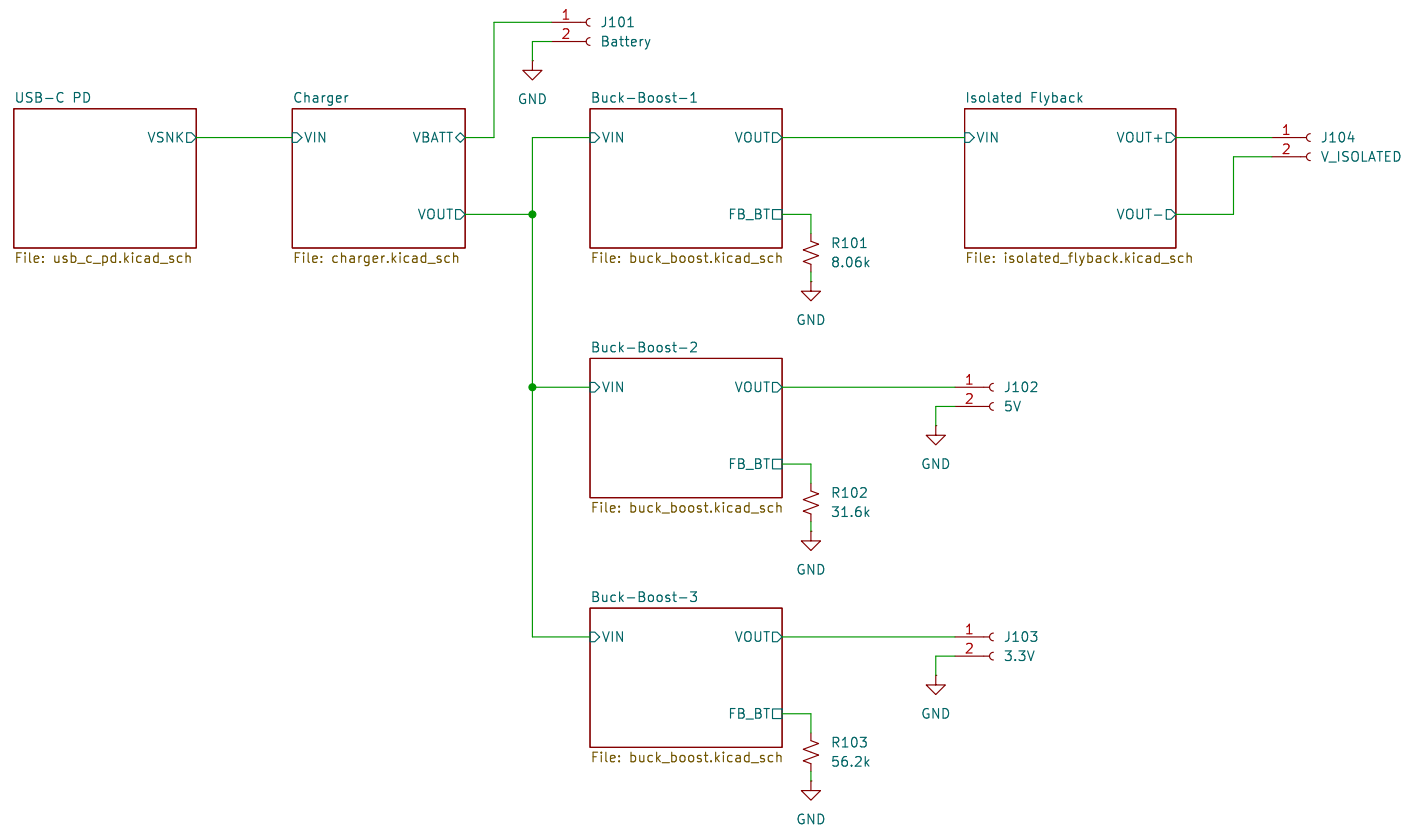 1 J101
2 Battery
GND
USB-C PD
VSNK
File: usb_c_pd.kicad_sch
Charger
VIN
VBATT
VOUT
File: charger.kicad_sch
Buck-Boost-1
VIN
VOUT
FB_BT
File: buck_boost.kicad_sch
R101
8.06k
GND
Isolated Flyback
VIN
VOUT+
VOUT-
File: isolated_flyback.kicad_sch
1 J104
2 V_ISOLATED
Buck-Boost-2
VIN
VOUT
FB_BT
File: buck_boost.kicad_sch
1 J102
2 5V
GND
R102
31.6k
GND
Buck-Boost-3
VIN
VOUT
FB_BT
File: buck_boost.kicad_sch
1 J103
2 3.3V
GND
R103
56.2k
GND